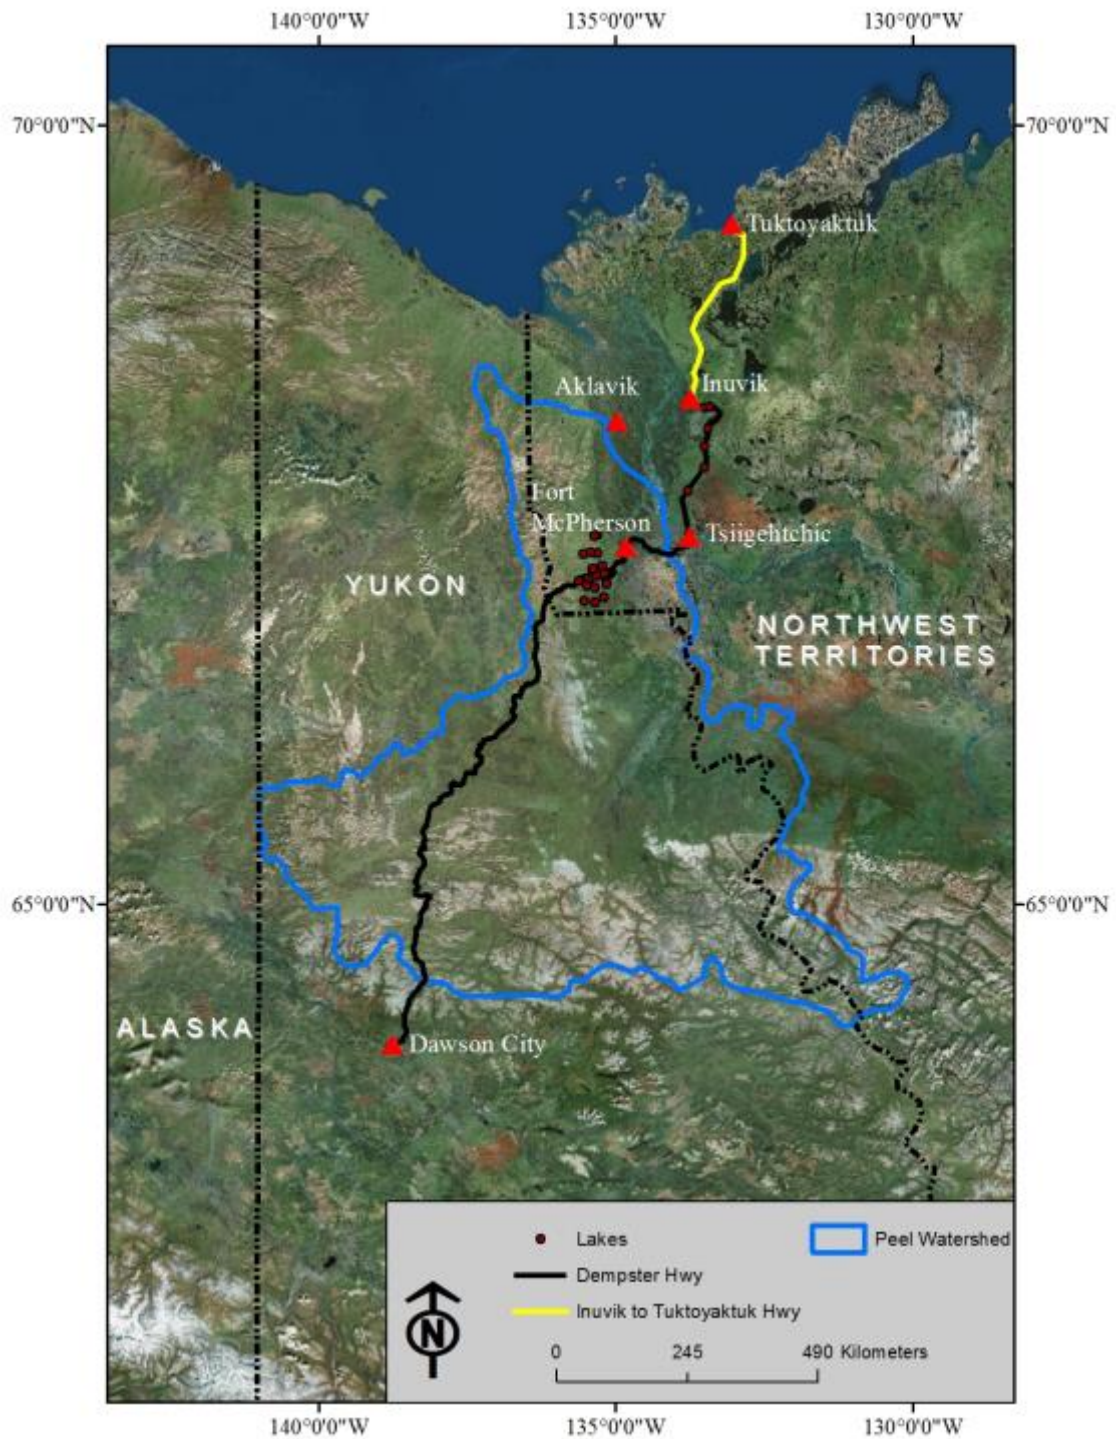 140°0'0"W 135°0'0"W 130°0'0"W
70°0'0"N 70°0'0"N
Tuktoyaktuk
Inuvik
Aklavik
Fort
McPherson
Tsiigehtchic
YUKON
NORTHWEST
TERRITORIES
65°0'0"N 65°0'0"N
ALASKA
Dawson City
Lakes Peel Watershed
Dempster Hwy
Inuvik to Tuktoyaktuk Hwy
N
0 245 490 Kilometers
140°0'0"W 135°0'0"W 130°0'0"W